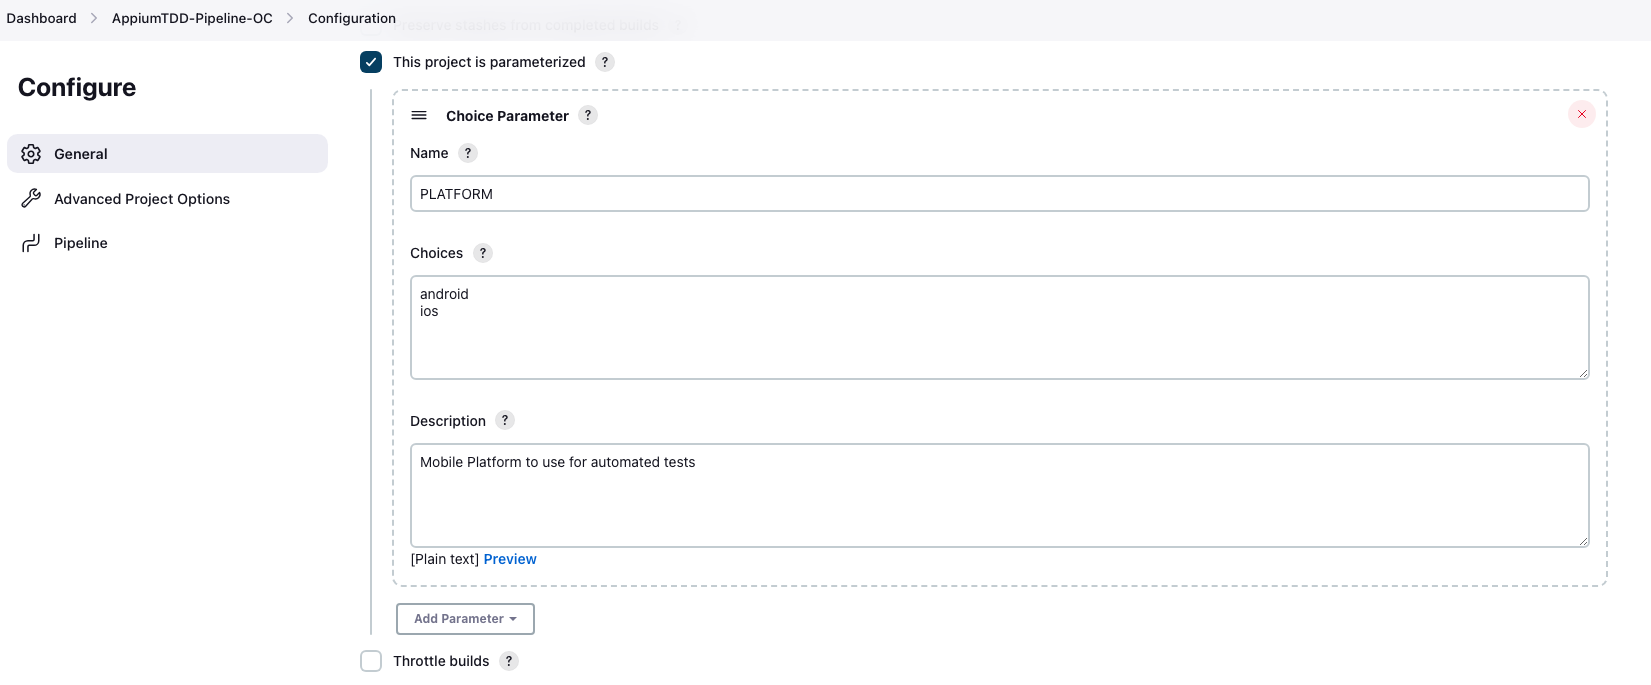 Dashboard > AppiumTDD-Pipeline-OC > Configuration
Preserve stashes from completed builds ?
Configure
General
Advanced Project Options
Pipeline
This project is parameterized ?
Choice Parameter ?
Name ?
PLATFORM
Choices ?
android
ios
Description ?
Mobile Platform to use for automated tests
[Plain text] Preview
Add Parameter
Throttle builds ?